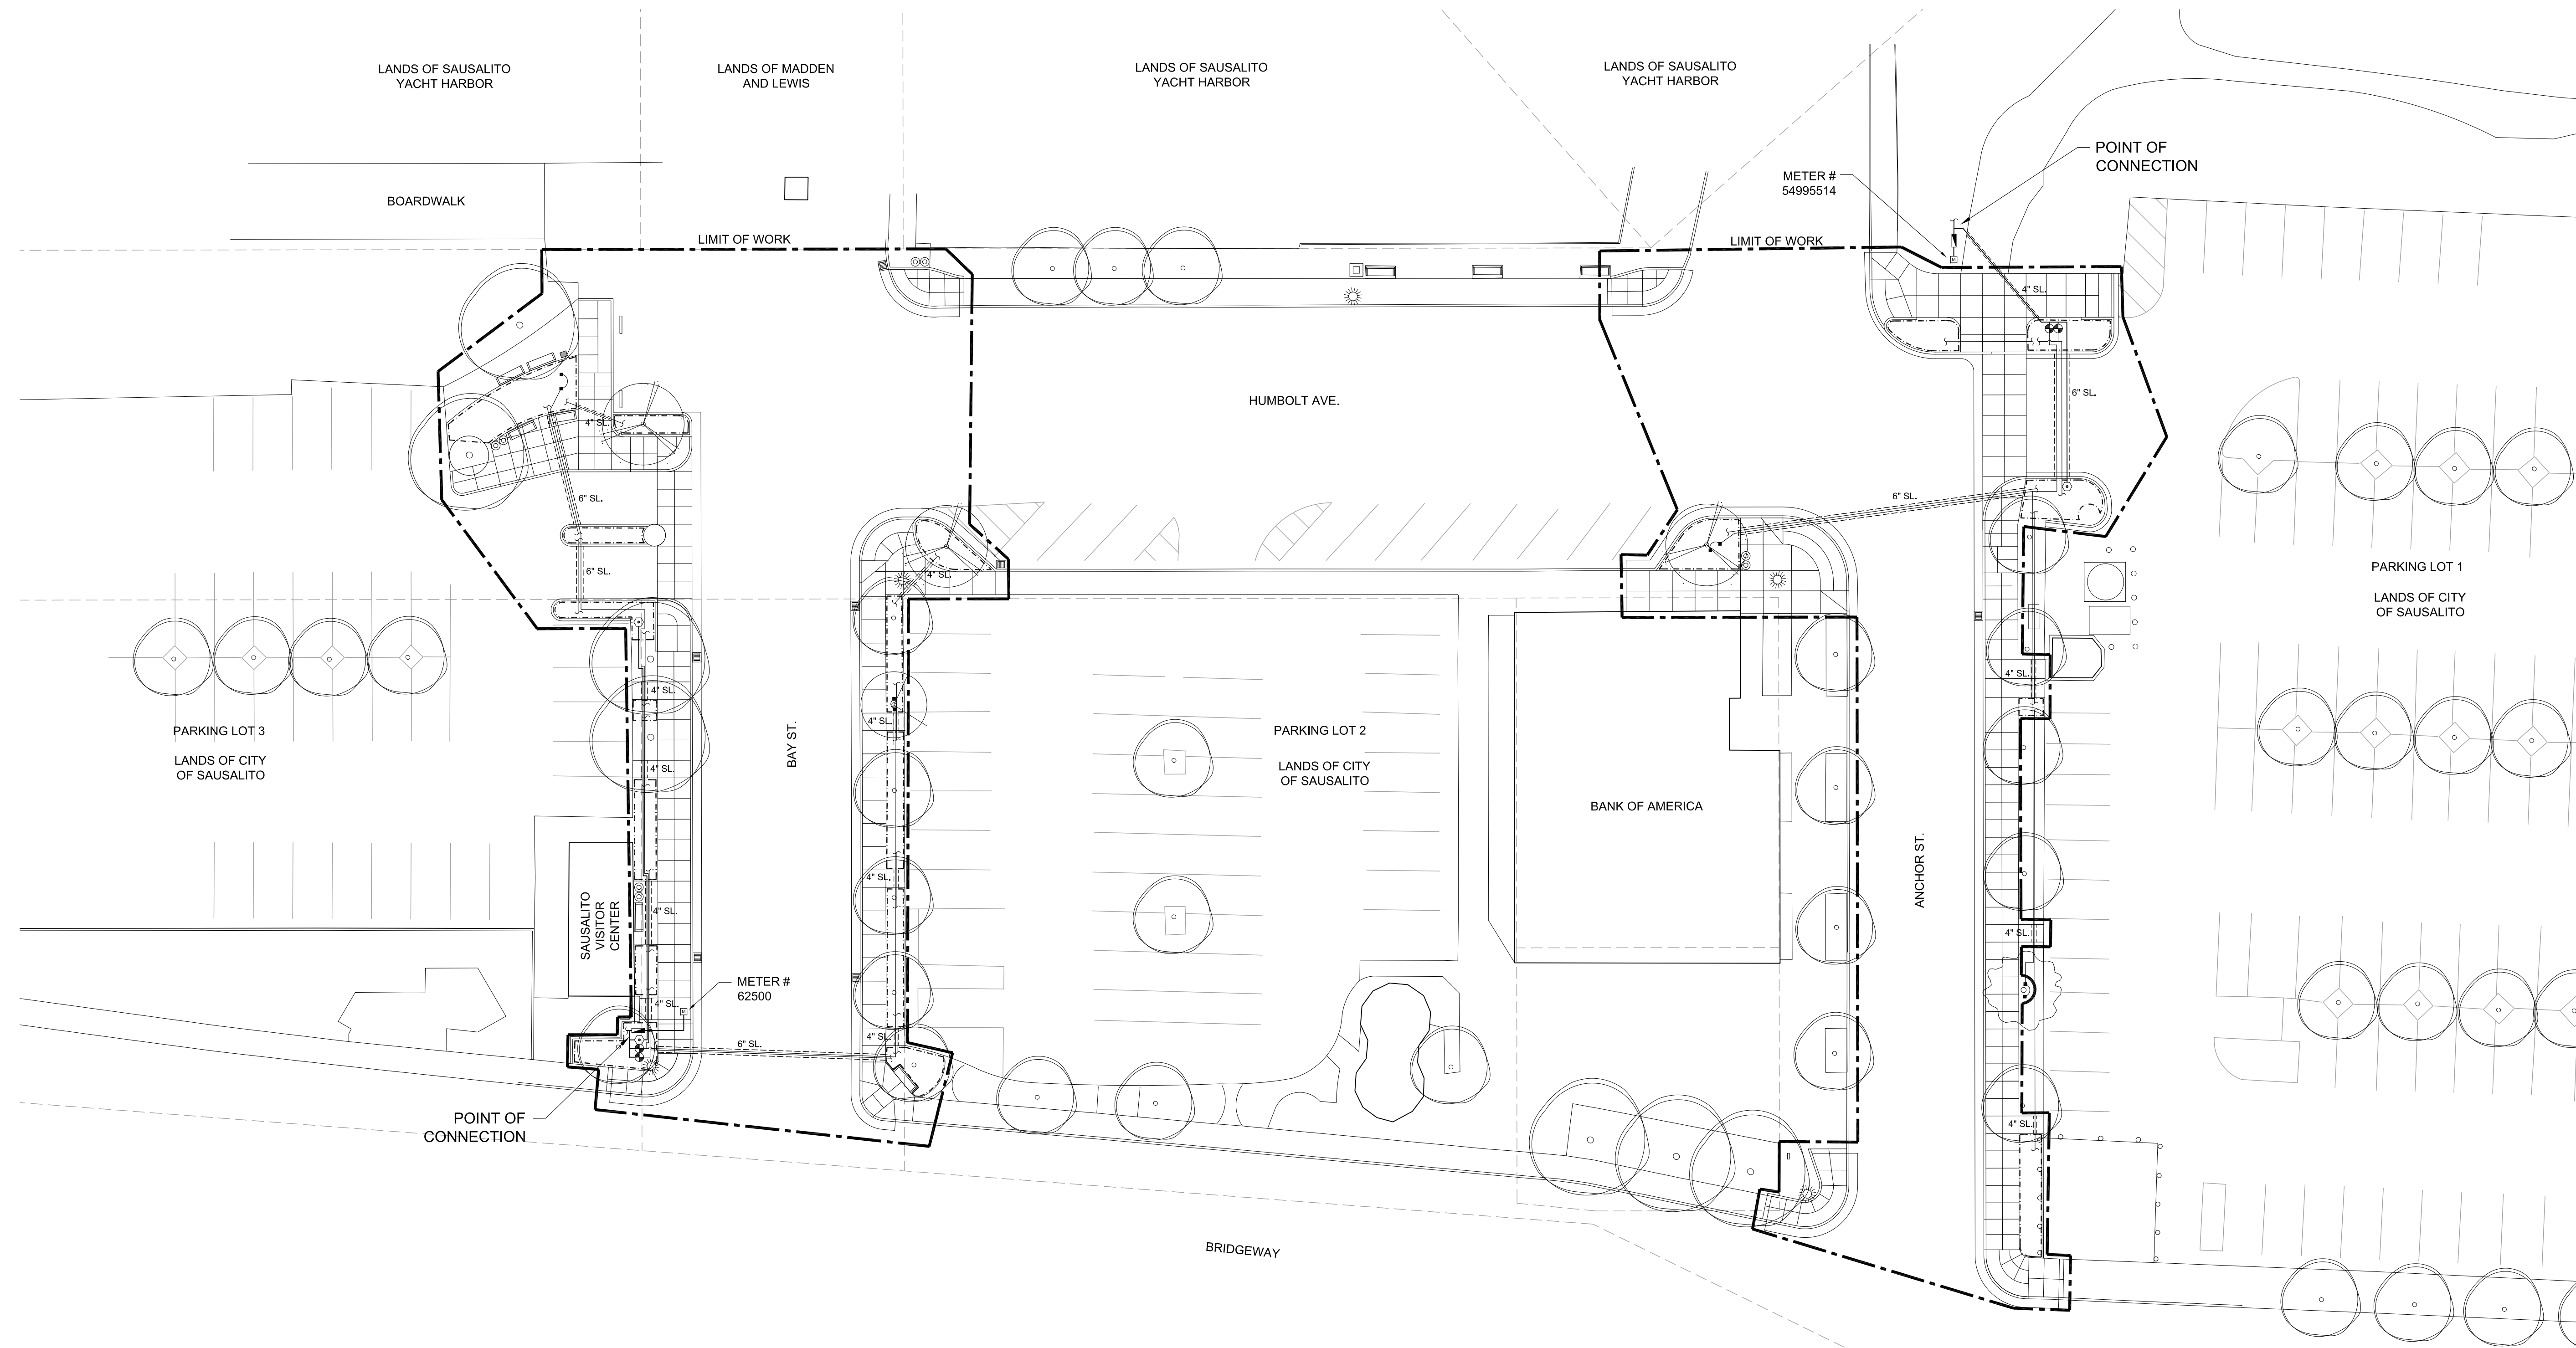 LANDS OF SAUSALITO
YACHT HARBOR
LANDS OF MADDEN
AND LEWIS
LANDS OF SAUSALITO
YACHT HARBOR
LANDS OF SAUSALITO
YACHT HARBOR
POINT OF
CONNECTION
METER #
54995514
BOARDWALK
LIMIT OF WORK
LIMIT OF WORK
4" SL.
HUMBOLT AVE.
6" SL.
4" SL.
6" SL.
6" SL.
6" SL.
4" SL.
PARKING LOT 1
LANDS OF CITY
OF SAUSALITO
4" SL.
4" SL.
4" SL.
PARKING LOT 3
LANDS OF CITY
OF SAUSALITO
BAY ST.
PARKING LOT 2
LANDS OF CITY
OF SAUSALITO
4" SL.
BANK OF AMERICA
ANCHOR ST.
4" SL.
4" SL.
SAUSALITO
VISITOR
CENTER
4" SL.
METER #
62500
4" SL.
6" SL.
4" SL.
POINT OF
CONNECTION
4" SL.
BRIDGEWAY